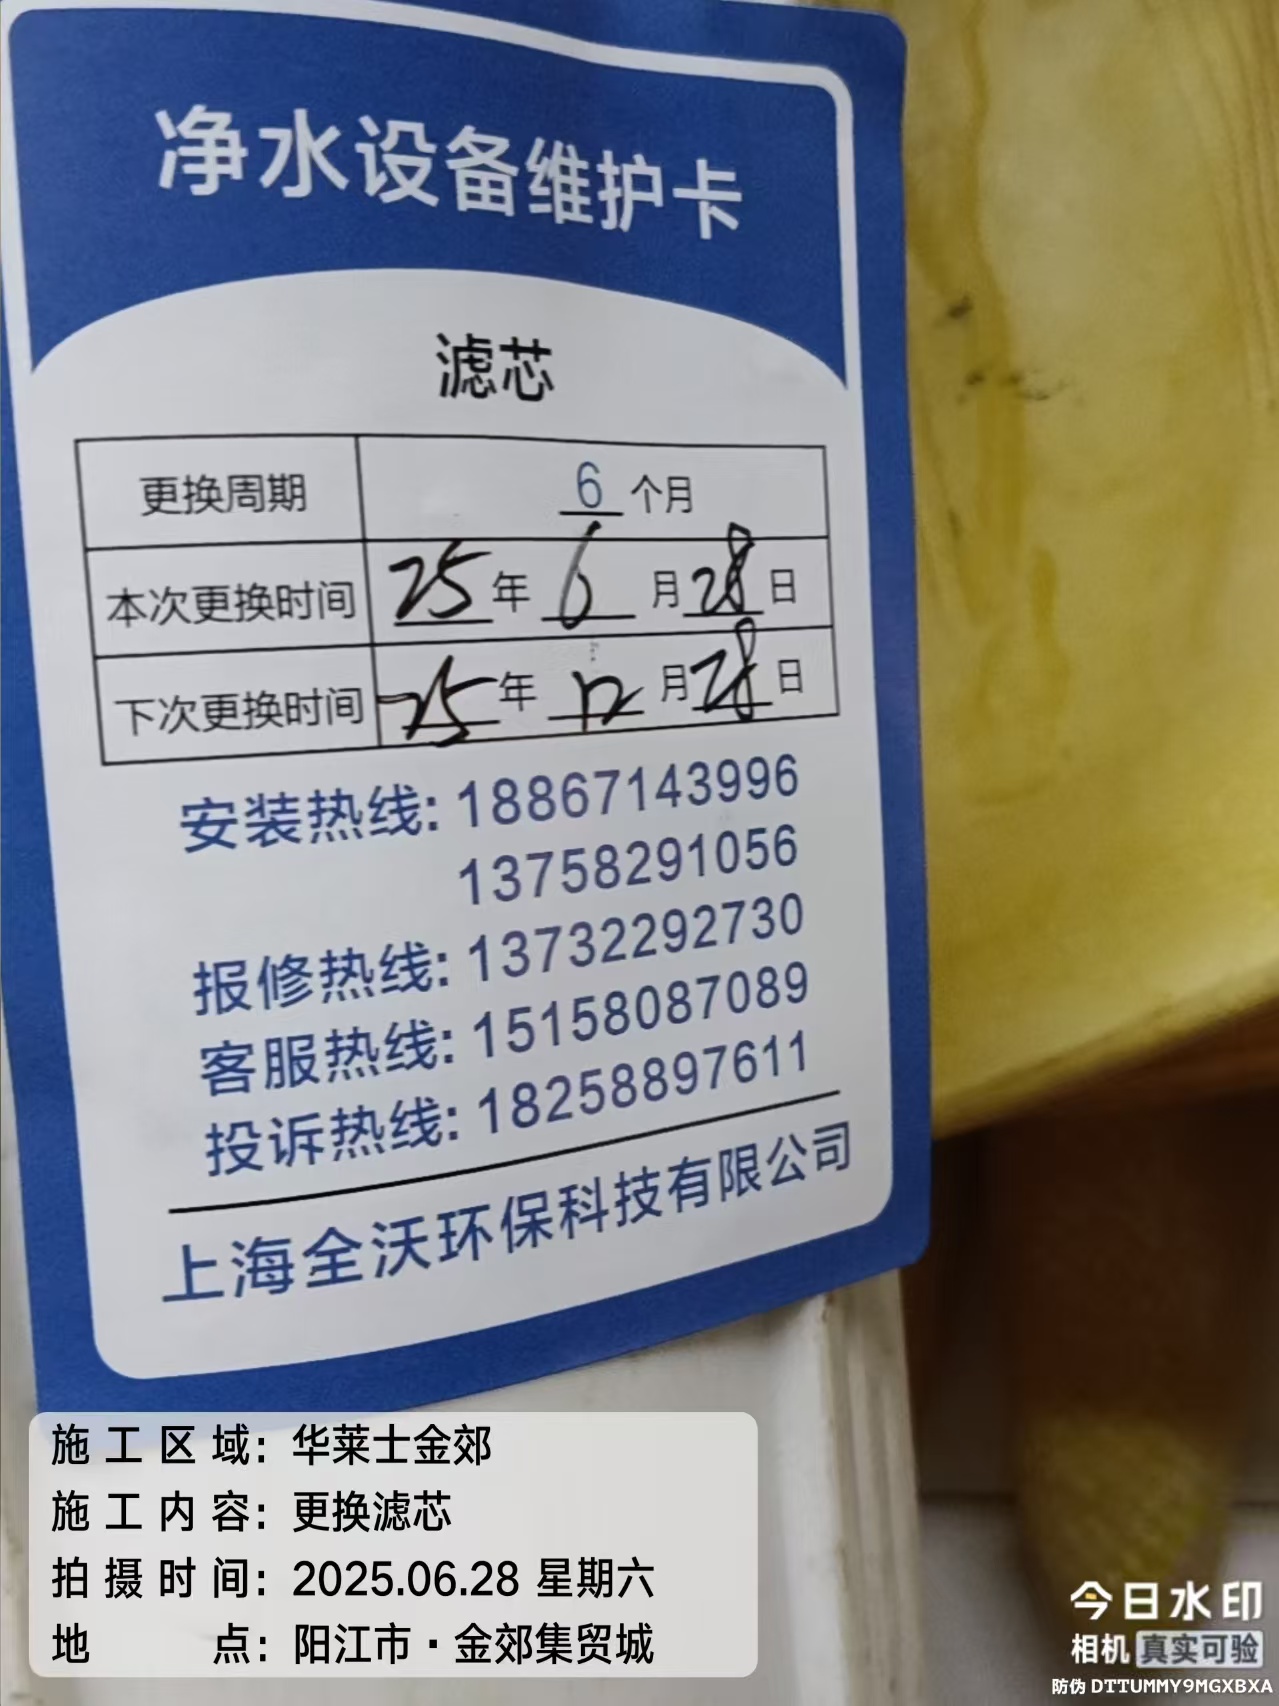 净水设备维护卡
滤芯
更换周期 6 个月
本次更换时间 25 年 6 月 28 日
下次更换时间 25 年 12 月 28 日
安装热线: 18867143996
13758291056
报修热线: 13732292730
客服热线: 15158087089
投诉热线: 18258897611
上海全沃环保科技有限公司
施工区域: 华莱士金郊
施工内容: 更换滤芯
拍摄时间: 2025.06.28 星期六
地点: 阳江市·金郊集贸城
今日水印
相机 真实可验
防伪 DTTUMMY9MGXBXA